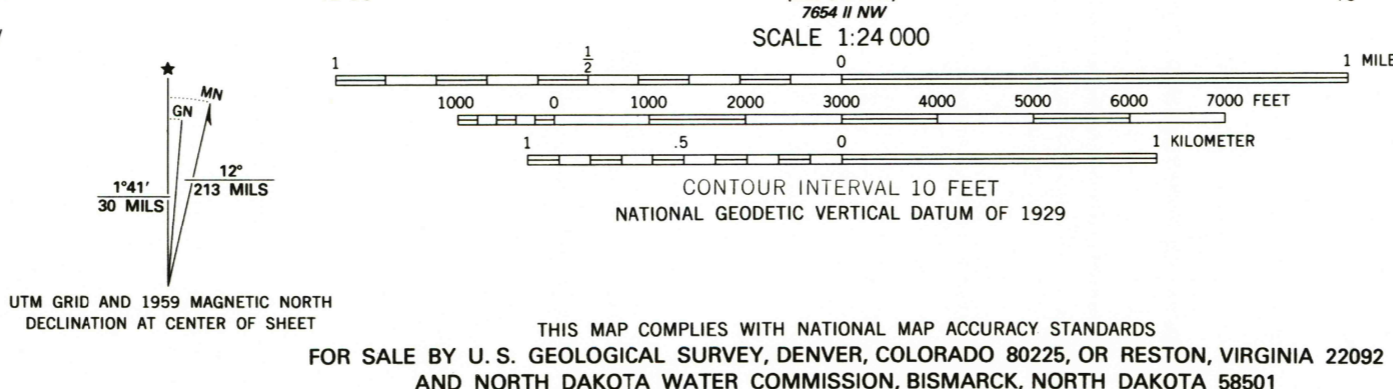 7654 II NW
SCALE 1:24 000
1 1/2 0 1 MILE
1000 0 1000 2000 3000 4000 5000 6000 7000 FEET
1 .5 0 1 KILOMETER
CONTOUR INTERVAL 10 FEET
NATIONAL GEODETIC VERTICAL DATUM OF 1929
★
MN
GN
1°41'
30 MILS
12°
213 MILS
UTM GRID AND 1959 MAGNETIC NORTH
DECLINATION AT CENTER OF SHEET
THIS MAP COMPLIES WITH NATIONAL MAP ACCURACY STANDARDS
FOR SALE BY U. S. GEOLOGICAL SURVEY, DENVER, COLORADO 80225, OR RESTON, VIRGINIA 22092
AND NORTH DAKOTA WATER COMMISSION, BISMARCK, NORTH DAKOTA 58501